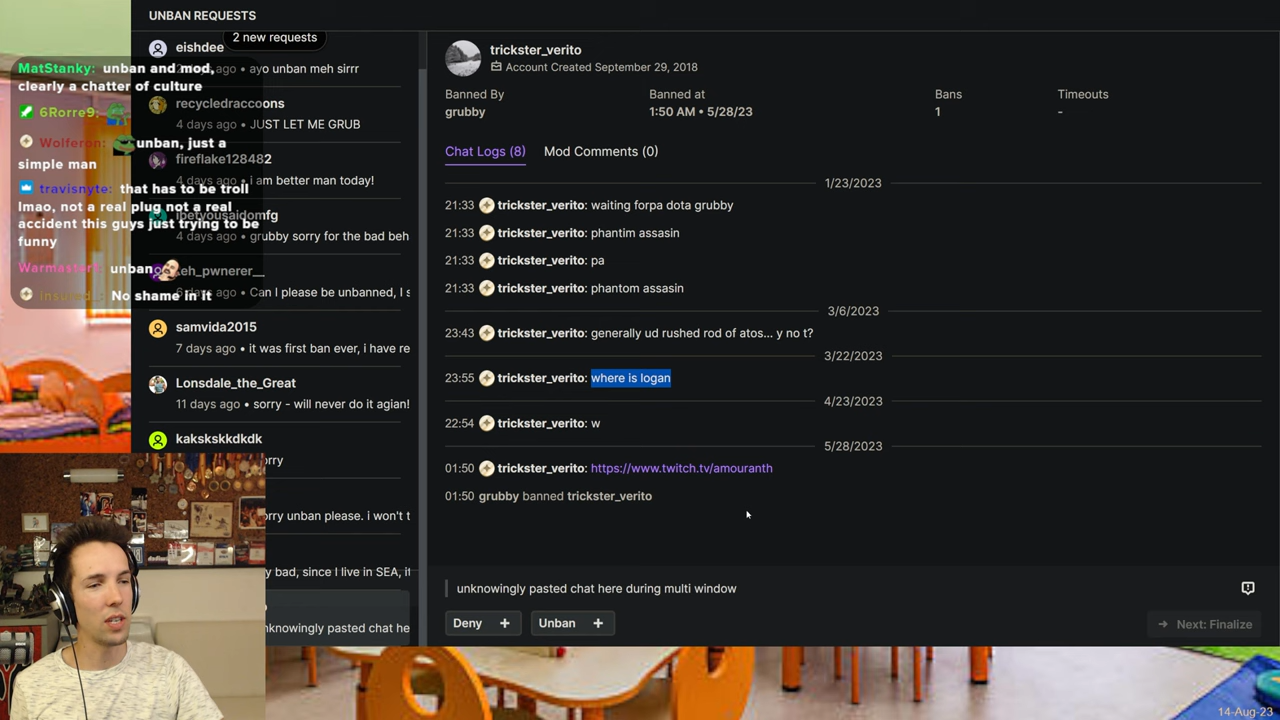 UNBAN REQUESTS
2 new requests
eishdee
ago • ayo unban meh sirrr
recycledraccoons
4 days ago • JUST LET ME GRUB
fireflake128482
4 days ago • i am better man today!
ibetyousaidomfg
4 days ago • grubby sorry for the bad beh
eh_pwnerer__
ago • Can I please be unbanned, I s
samvida2015
7 days ago • it was first ban ever, i have re
Lonsdale_the_Great
11 days ago • sorry - will never do it agian!
kakskskkdkdk
orry
orry unban please. i won't t
y bad, since I live in SEA, it
nknowingly pasted chat he
MatStanky: unban and mod,
clearly a chatter of culture
6Rorre9:
Wolferon: unban, just a
simple man
travisnyte: that has to be troll
lmao, not a real plug not a real
accident this guys just trying to be
funny
unban
No shame in it
trickster_verito
Account Created September 29, 2018
Banned By
grubby
Banned at
1:50 AM • 5/28/23
Bans
1
Timeouts
-
Chat Logs (8)
Mod Comments (0)
1/23/2023
21:33 trickster_verito: waiting forpa dota grubby
21:33 trickster_verito: phantim assasin
21:33 trickster_verito: pa
21:33 trickster_verito: phantom assasin
3/6/2023
23:43 trickster_verito: generally ud rushed rod of atos... y no t?
3/22/2023
23:55 trickster_verito: where is logan
4/23/2023
22:54 trickster_verito: w
5/28/2023
01:50 trickster_verito: https://www.twitch.tv/amouranth
01:50 grubby banned trickster_verito
unknowingly pasted chat here during multi window
Deny +
Unban +
→ Next: Finalize
14-Aug-23